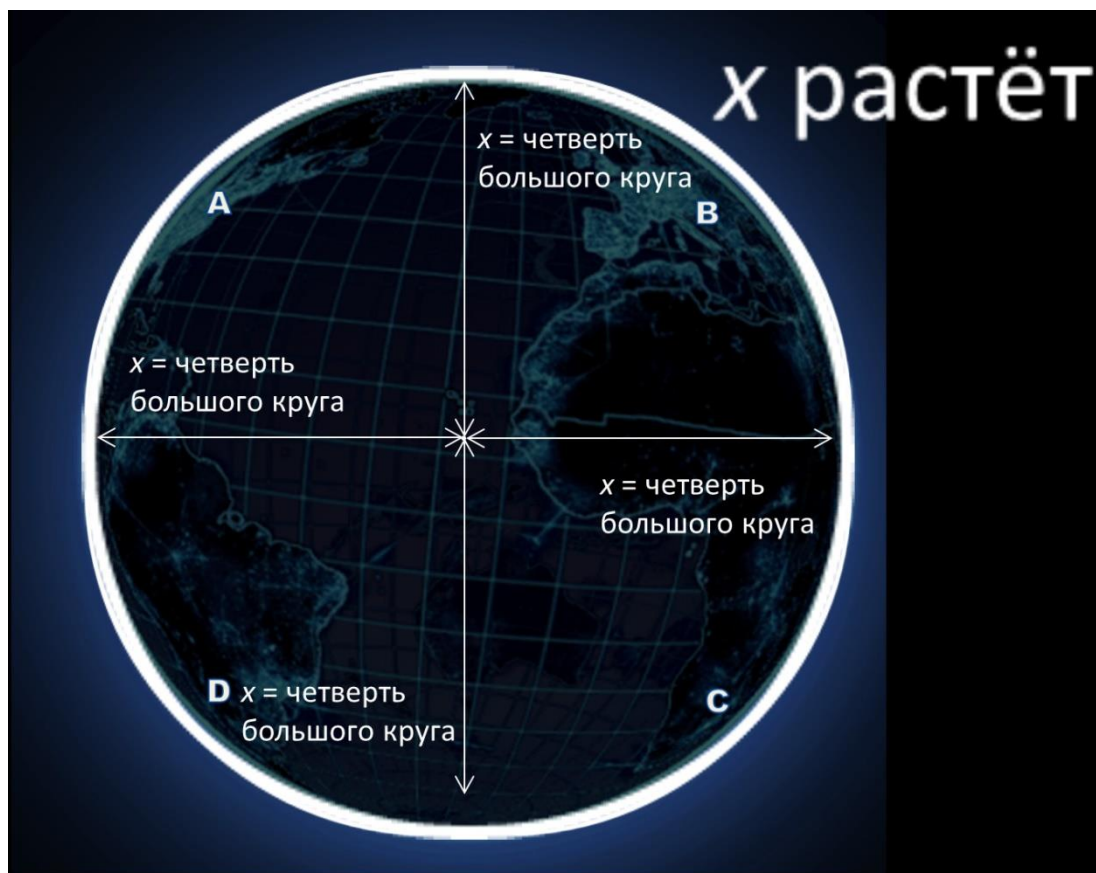 x растёт
x = четверть
большого круга
A
B
x = четверть
большого круга
x = четверть
большого круга
D x = четверть
большого круга
C